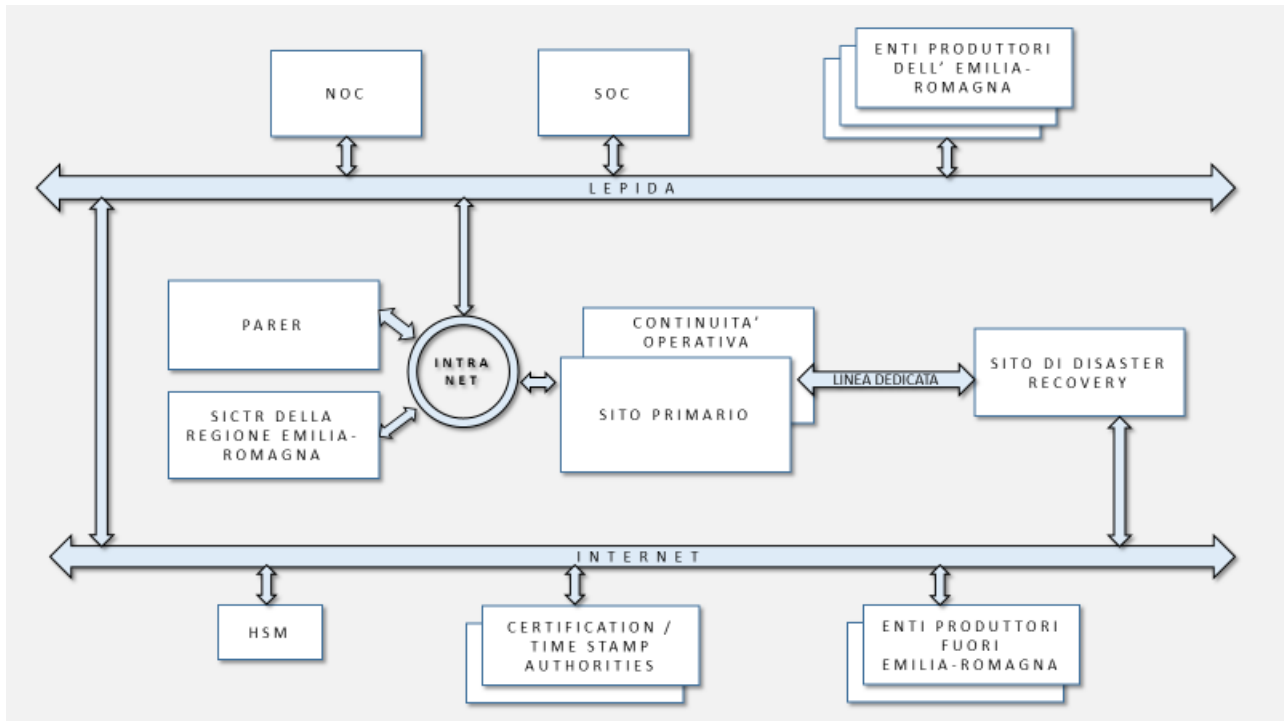 NOC
SOC
ENTI PRODUTTORI
DELL' EMILIA-
ROMAGNA
LEPIDA
PARER
INTRA
NET
CONTINUITA'
OPERATIVA
SITO PRIMARIO
LINEA DEDICATA
SITO DI DISASTER
RECOVERY
SICTR DELLA
REGIONE EMILIA-
ROMAGNA
INTERNET
HSM
CERTIFICATION /
TIME STAMP
AUTHORITIES
ENTI PRODUTTORI
FUORI
EMILIA-ROMAGNA